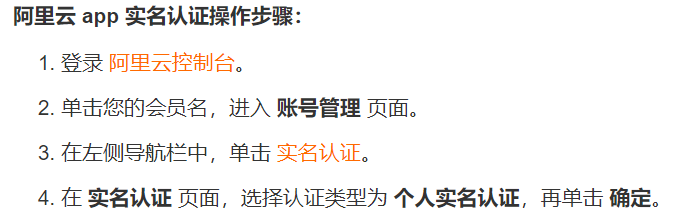 阿里云 app 实名认证操作步骤：
1. 登录 阿里云控制台。
2. 单击您的会员名，进入 账号管理 页面。
3. 在左侧导航栏中，单击 实名认证。
4. 在 实名认证 页面，选择认证类型为 个人实名认证，再单击 确定。